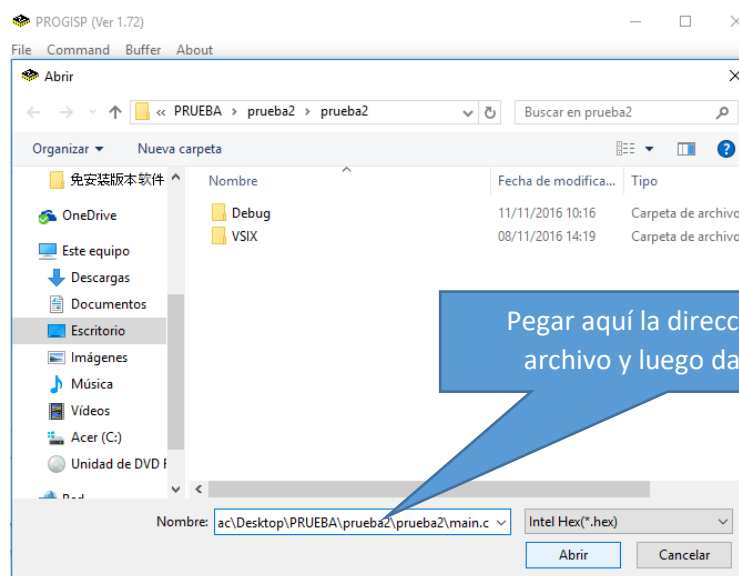 PROGISP (Ver 1.72)
File Command Buffer About
Abrir
« PRUEBA › prueba2 › prueba2
Buscar en prueba2
Organizar Nueva carpeta
免安装版本软件
Nombre Fecha de modifica... Tipo
OneDrive
Debug 11/11/2016 10:16 Carpeta de archivo
VSIX 08/11/2016 14:19 Carpeta de archivo
Este equipo
Descargas
Documentos
Escritorio
Imágenes
Música
Vídeos
Acer (C:)
Unidad de DVD
Pegar aquí la direcc
archivo y luego da
Nombre: ac\Desktop\PRUEBA\prueba2\prueba2\main.c Intel Hex(*.hex)
Abrir Cancelar